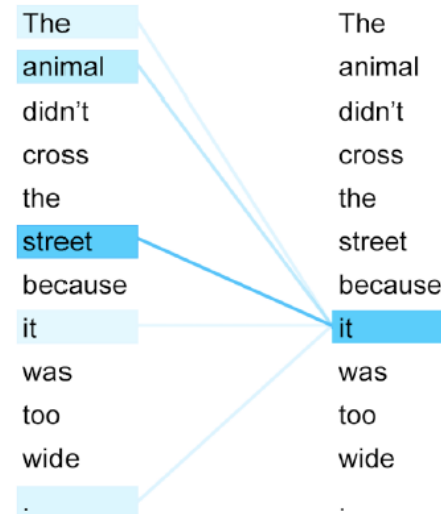 The
animal
didn't
cross
the
street
because
it
was
too
wide
.
The
animal
didn't
cross
the
street
because
it
was
too
wide
.